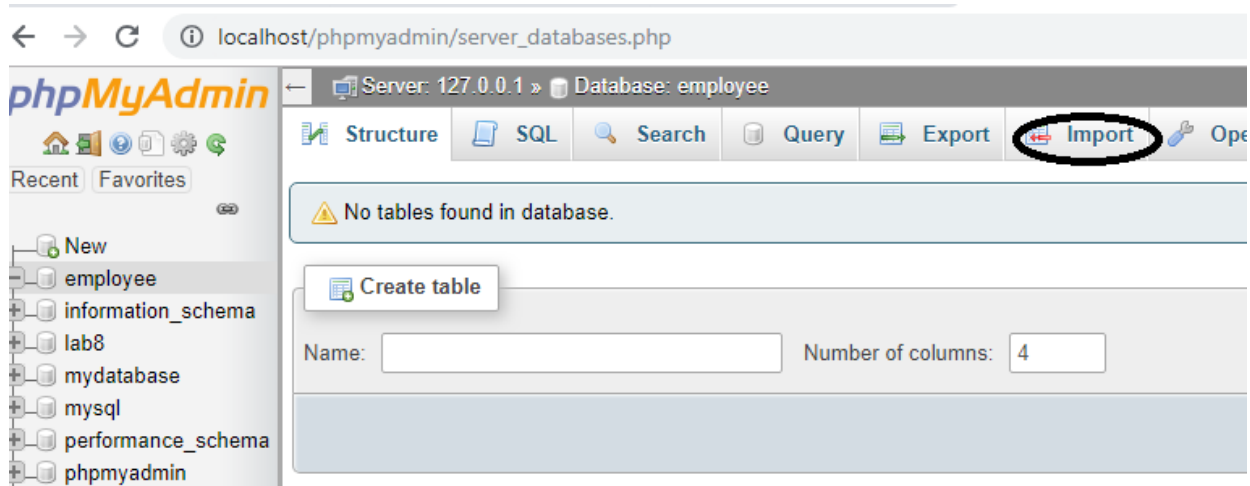 localhost/phpmyadmin/server_databases.php
phpMyAdmin
Recent Favorites
New
employee
information_schema
lab8
mydatabase
mysql
performance_schema
phpmyadmin
Server: 127.0.0.1 » Database: employee
Structure SQL Search Query Export Import Ope
No tables found in database.
Create table
Name: Number of columns: 4